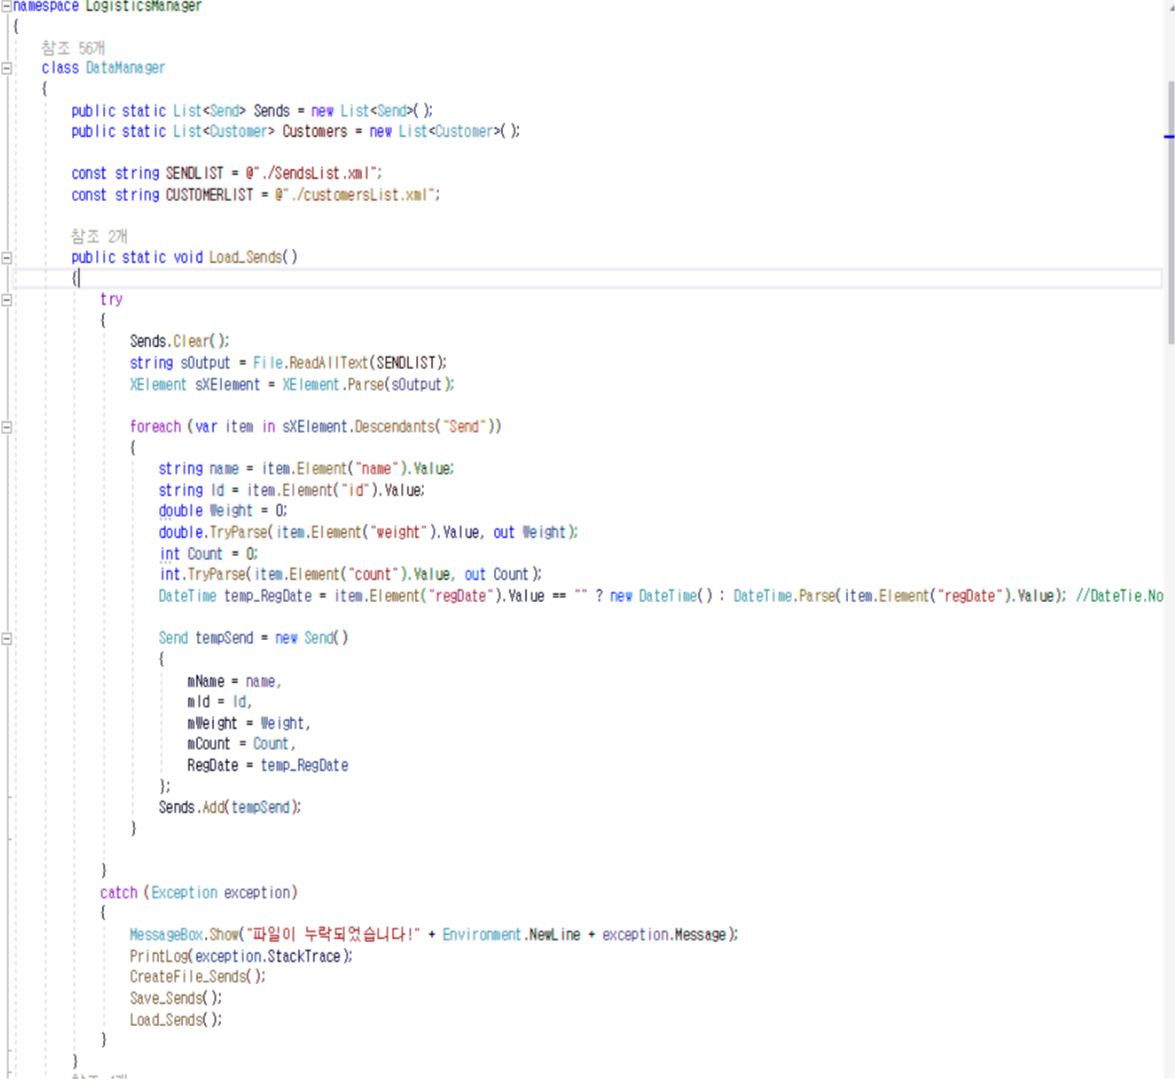 namespace LogisticsManager
{
참조 56개
class DataManager
{
public static List<Send> Sends = new List<Send>();
public static List<Customer> Customers = new List<Customer>();
const string SENDLIST = @"./SendsList.xml";
const string CUSTOMERLIST = @"./customersList.xml";
참조 2개
public static void Load_Sends()
{
try
{
Sends.Clear();
string sOutput = File.ReadAllText(SENDLIST);
XElement sXElement = XElement.Parse(sOutput);
foreach (var item in sXElement.Descendants("Send"))
{
string name = item.Element("name").Value;
string Id = item.Element("id").Value;
double Weight = 0;
double.TryParse(item.Element("weight").Value, out Weight);
int Count = 0;
int.TryParse(item.Element("count").Value, out Count);
DateTime temp_RegDate = item.Element("regDate").Value == "" ? new DateTime() : DateTime.Parse(item.Element("regDate").Value); //DateTie.No
Send tempSend = new Send()
{
mName = name,
mId = Id,
mWeight = Weight,
mCount = Count,
RegDate = temp_RegDate
};
Sends.Add(tempSend);
}
}
catch (Exception exception)
{
MessageBox.Show("파일이 누락되었습니다!" + Environment.NewLine + exception.Message);
PrintLog(exception.StackTrace);
CreateFile_Sends();
Save_Sends();
Load_Sends();
}
}